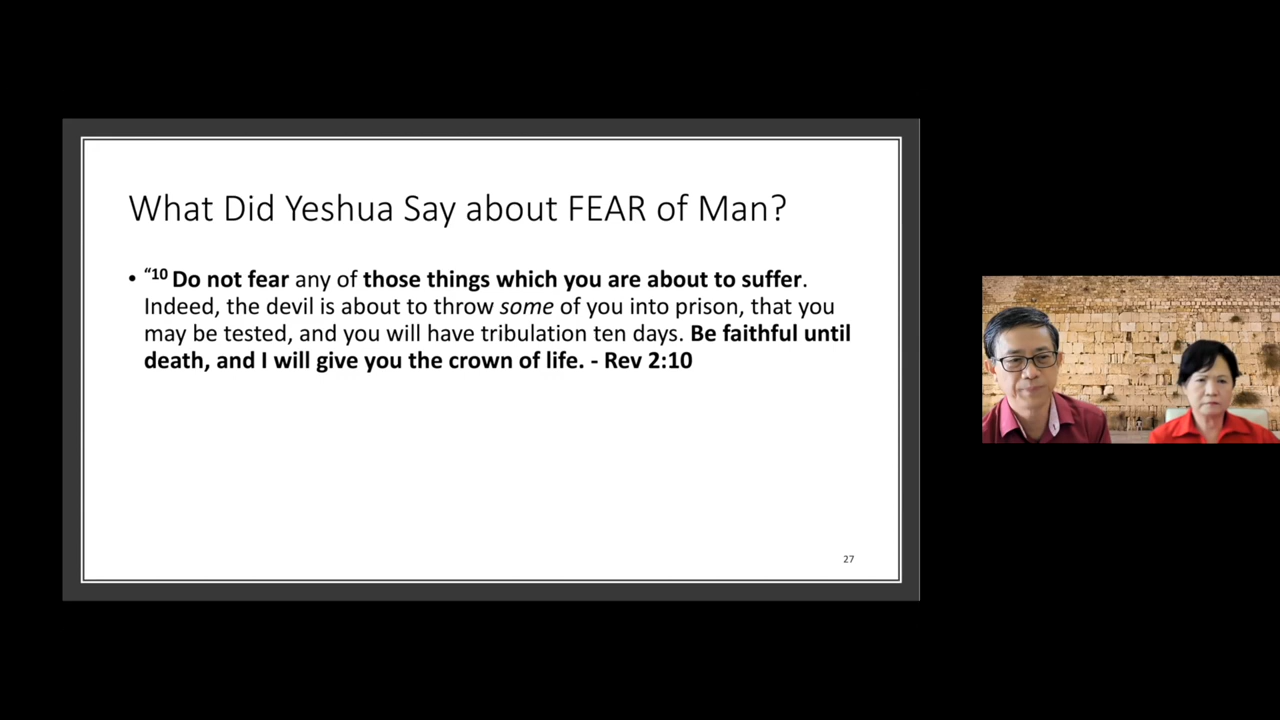 What Did Yeshua Say about FEAR of Man?
• “10 Do not fear any of those things which you are about to suffer.
Indeed, the devil is about to throw some of you into prison, that you
may be tested, and you will have tribulation ten days. Be faithful until
death, and I will give you the crown of life. - Rev 2:10
27